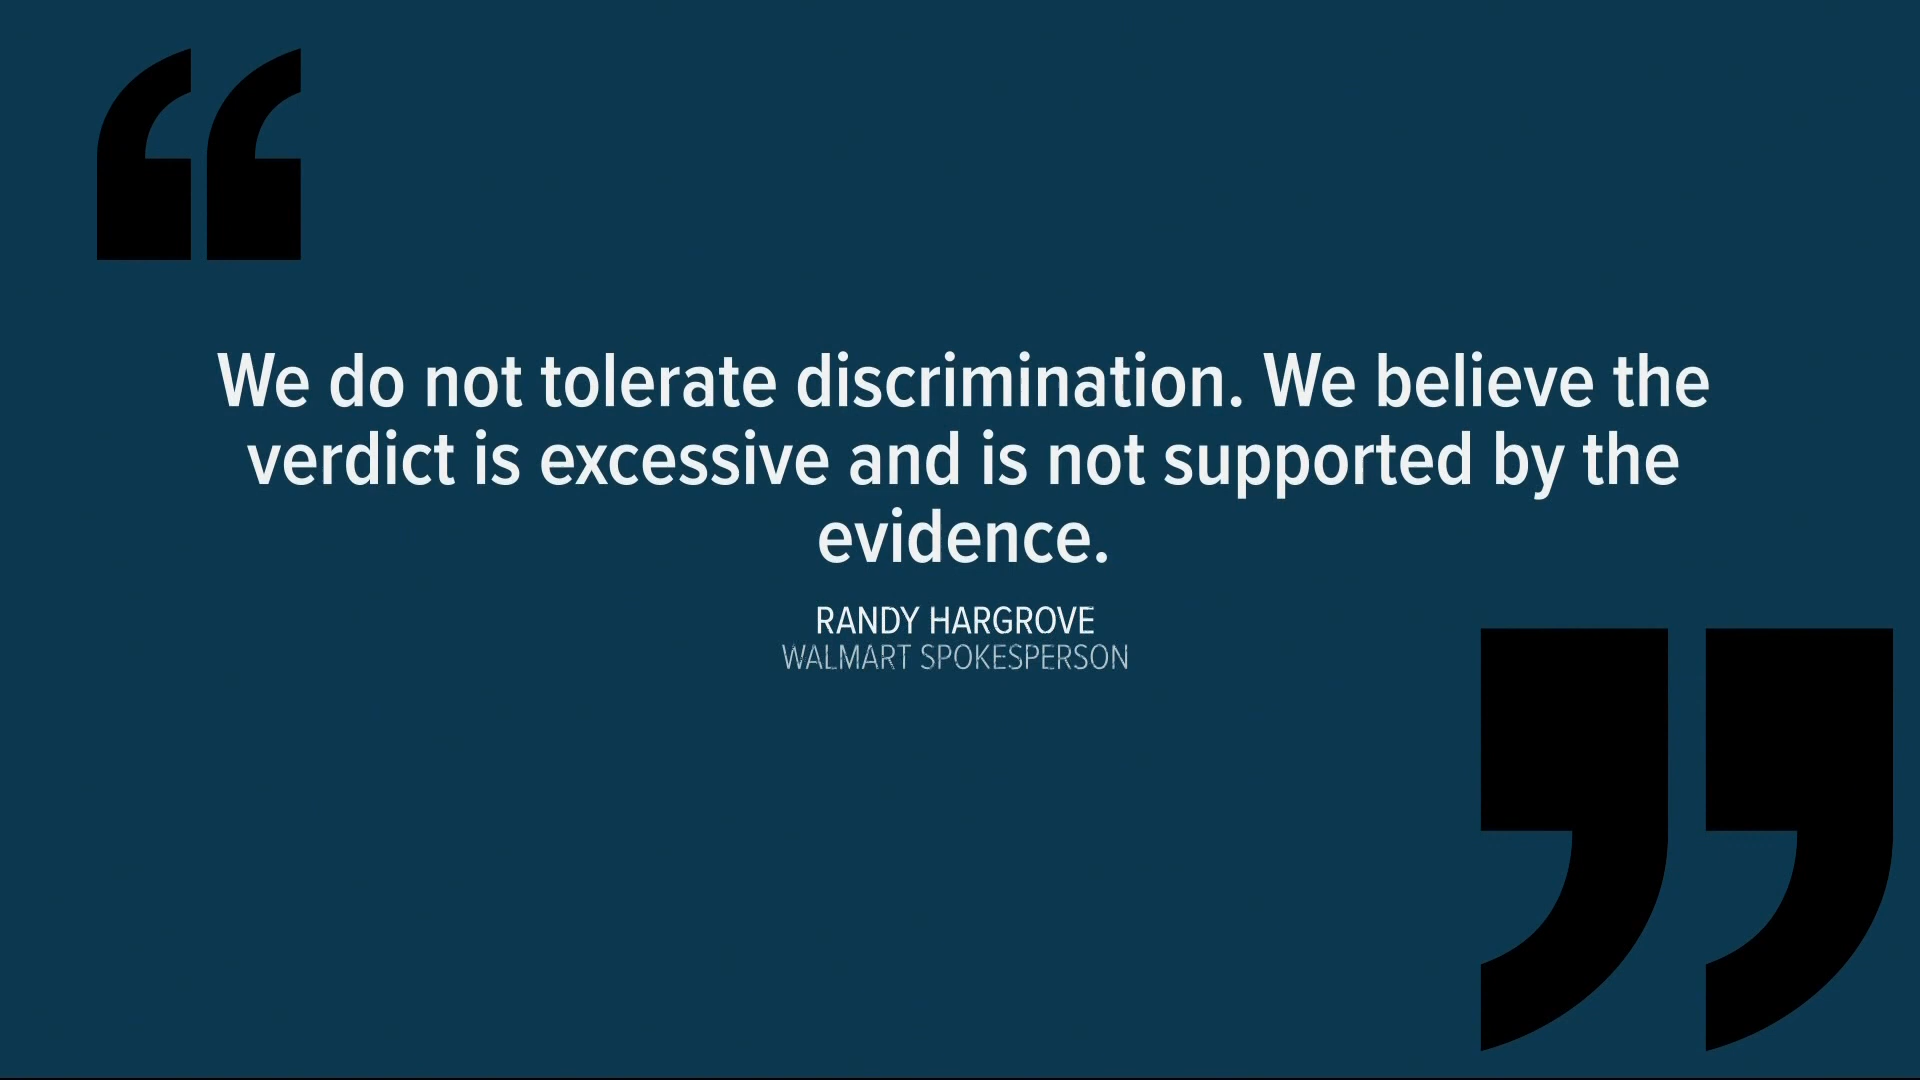 We do not tolerate discrimination. We believe the
verdict is excessive and is not supported by the
evidence.
RANDY HARGROVE
WALMART SPOKESPERSON